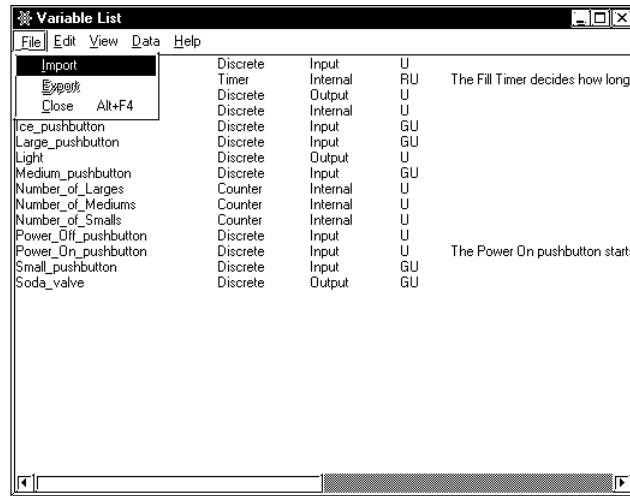 Variable List
File Edit View Data Help
Import Discrete Input U
Timer Internal RU The Fill Timer decides how long
Export Discrete Output U
Close Alt+F4 Discrete Internal U
Ice_pushbutton Discrete Input GU
Large_pushbutton Discrete Input GU
Light Discrete Output U
Medium_pushbutton Discrete Input GU
Number_of_Larges Counter Internal U
Number_of_Mediums Counter Internal U
Number_of_Smalls Counter Internal U
Power_Off_pushbutton Discrete Input U
Power_On_pushbutton Discrete Input U The Power On pushbutton start
Small_pushbutton Discrete Input GU
Soda_valve Discrete Output GU